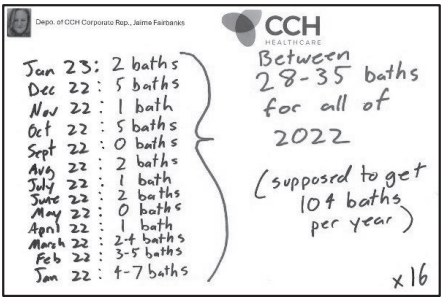 Depo. of CCH Corporate Rep., Jaime Fairbanks
CCH
HEALTHCARE
Jan 23: 2 baths
Dec 22: 5 baths
Nov 22: 1 bath
Oct 22: 5 baths
Sept 22: 0 baths
Aug 22: 2 baths
July 22: 1 bath
June 22: 2 baths
May 22: 0 baths
April 22: 1 bath
March 22: 2-4 baths
Feb 22: 3-5 baths
Jan 22: 4-7 baths
Between
28-35 baths
for all of
2022
(supposed to get
104 baths
per year)
x16